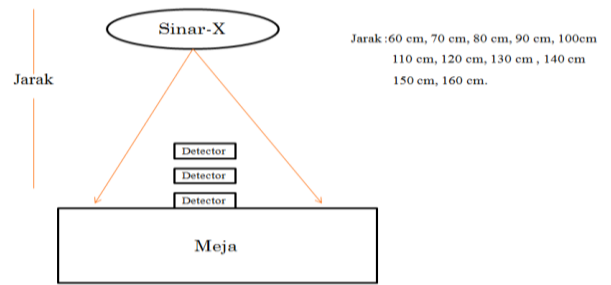 Sinar-X
Jarak :60 cm, 70 cm, 80 cm, 90 cm, 100cm
110 cm, 120 cm, 130 cm , 140 cm
150 cm, 160 cm.
Jarak
Detector
Detector
Detector
Meja